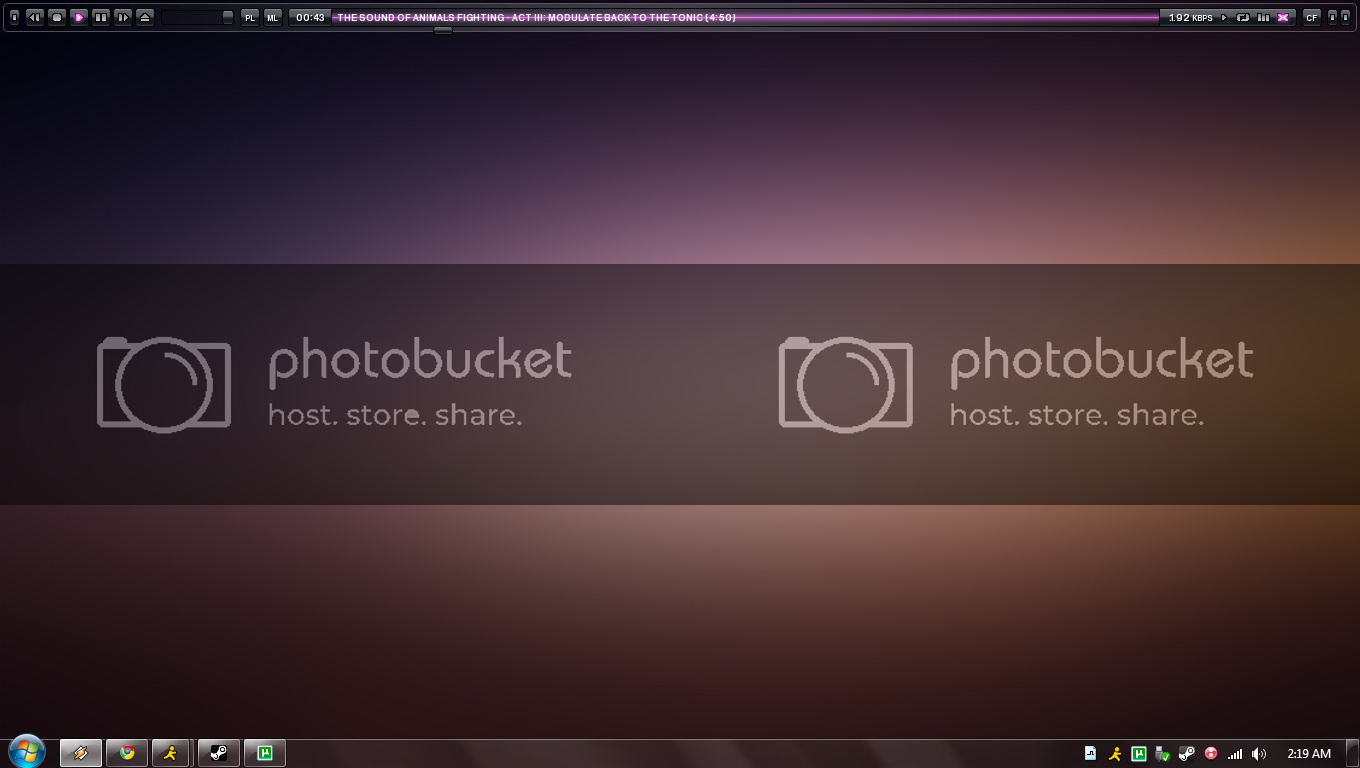 PL ML 00:43 THE SOUND OF ANIMALS FIGHTING - ACT III: MODULATE BACK TO THE TONIC (4:50) 192 KBPS CF
photobucket photobucket
host. store. share. host. store. share.
2:19 AM